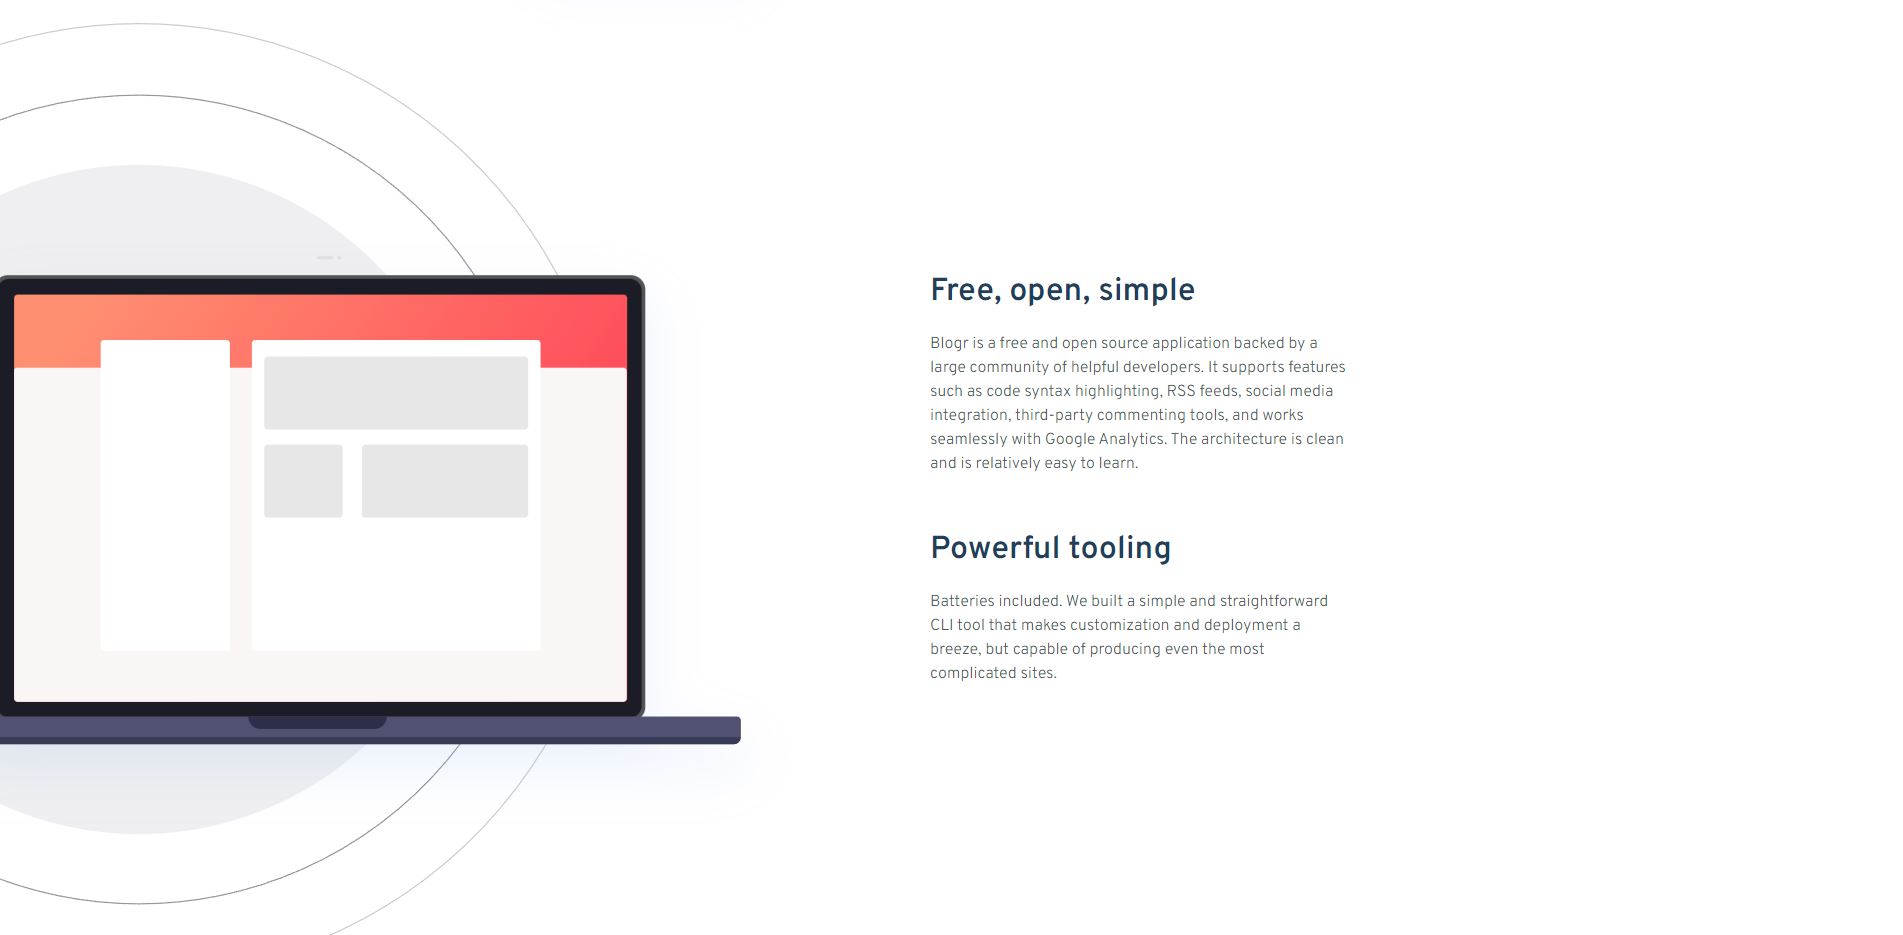 Free, open, simple
Blogr is a free and open source application backed by a
large community of helpful developers. It supports features
such as code syntax highlighting, RSS feeds, social media
integration, third-party commenting tools, and works
seamlessly with Google Analytics. The architecture is clean
and is relatively easy to learn.
Powerful tooling
Batteries included. We built a simple and straightforward
CLI tool that makes customization and deployment a
breeze, but capable of producing even the most
complicated sites.